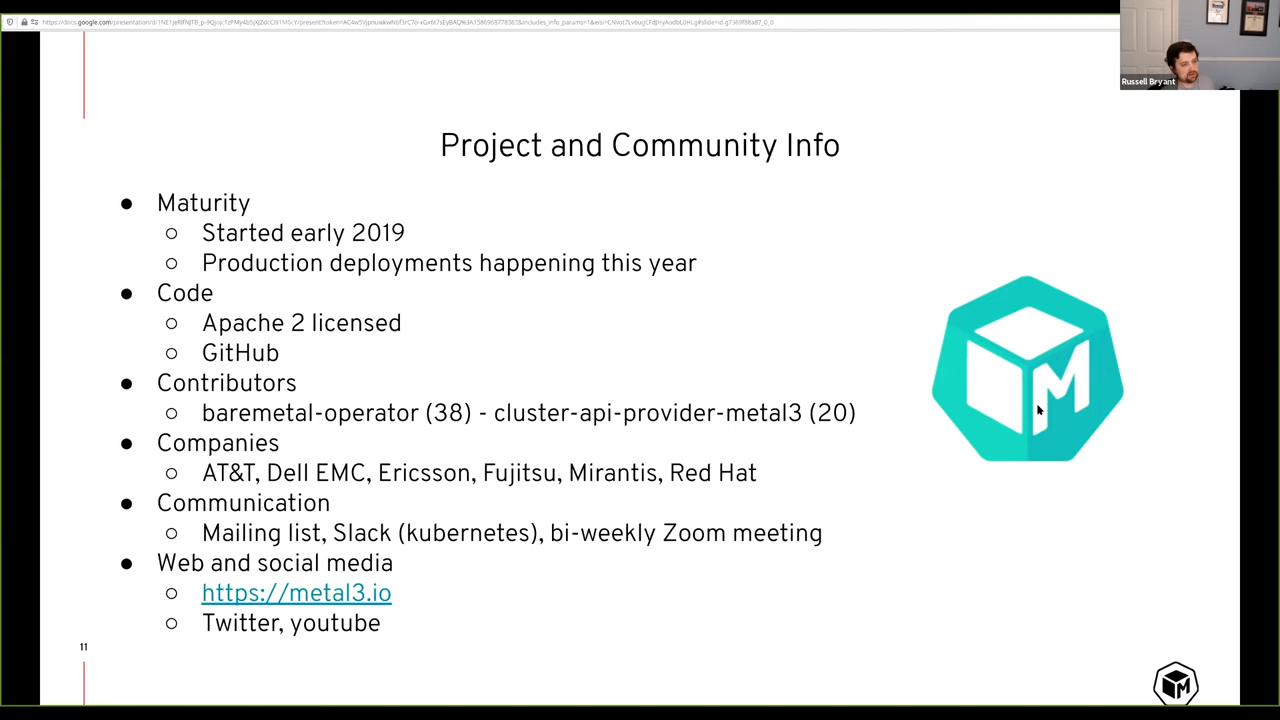 Russell Bryant
Project and Community Info
● Maturity
○ Started early 2019
○ Production deployments happening this year
● Code
○ Apache 2 licensed
○ GitHub
● Contributors
○ baremetal-operator (38) - cluster-api-provider-metal3 (20)
● Companies
○ AT&T, Dell EMC, Ericsson, Fujitsu, Mirantis, Red Hat
● Communication
○ Mailing list, Slack (kubernetes), bi-weekly Zoom meeting
● Web and social media
○ https://metal3.io
○ Twitter, youtube
11
M
M